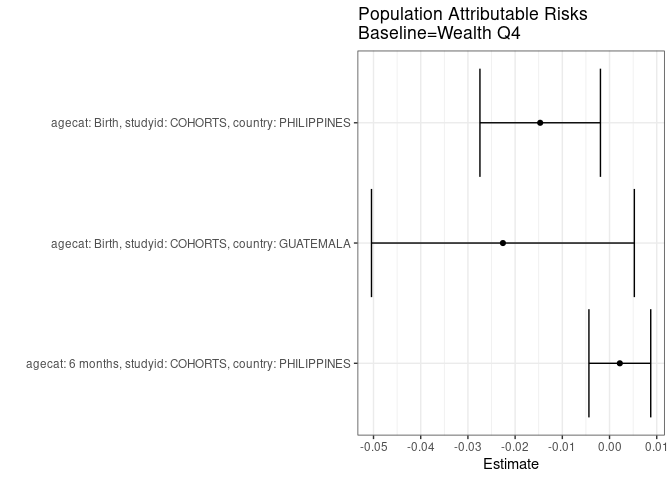 Population Attributable Risks
Baseline=Wealth Q4
agecat: Birth, studyid: COHORTS, country: PHILIPPINES
agecat: Birth, studyid: COHORTS, country: GUATEMALA
agecat: 6 months, studyid: COHORTS, country: PHILIPPINES
-0.05 -0.04 -0.03 -0.02 -0.01 0.00 0.01
Estimate